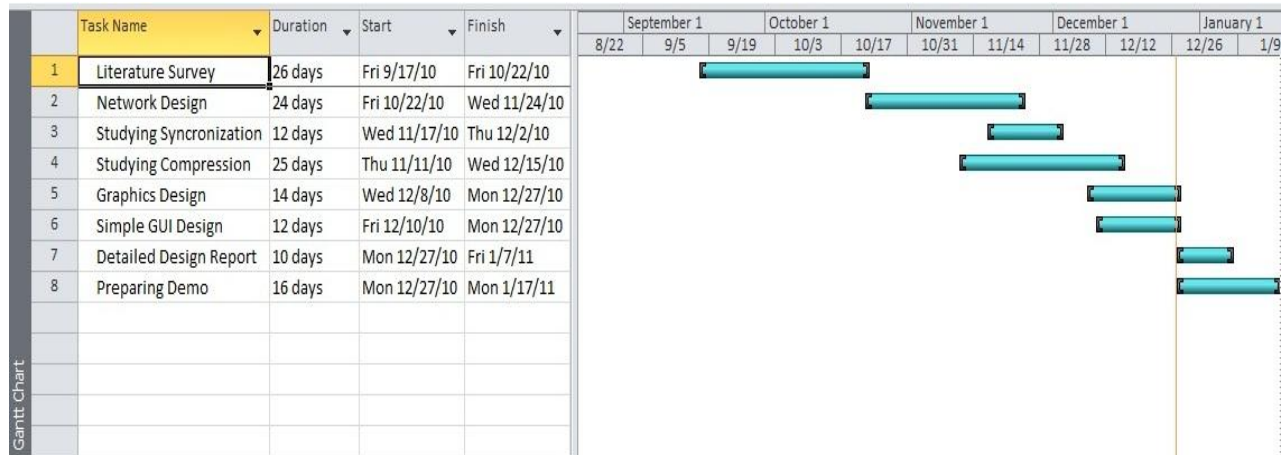 Task Name Duration Start Finish
September 1 October 1 November 1 December 1 January 1
8/22 9/5 9/19 10/3 10/17 10/31 11/14 11/28 12/12 12/26 1/9
1 Literature Survey 26 days Fri 9/17/10 Fri 10/22/10
2 Network Design 24 days Fri 10/22/10 Wed 11/24/10
3 Studying Syncronization 12 days Wed 11/17/10 Thu 12/2/10
4 Studying Compression 25 days Thu 11/11/10 Wed 12/15/10
5 Graphics Design 14 days Wed 12/8/10 Mon 12/27/10
6 Simple GUI Design 12 days Fri 12/10/10 Mon 12/27/10
7 Detailed Design Report 10 days Mon 12/27/10 Fri 1/7/11
8 Preparing Demo 16 days Mon 12/27/10 Mon 1/17/11
Gantt Chart